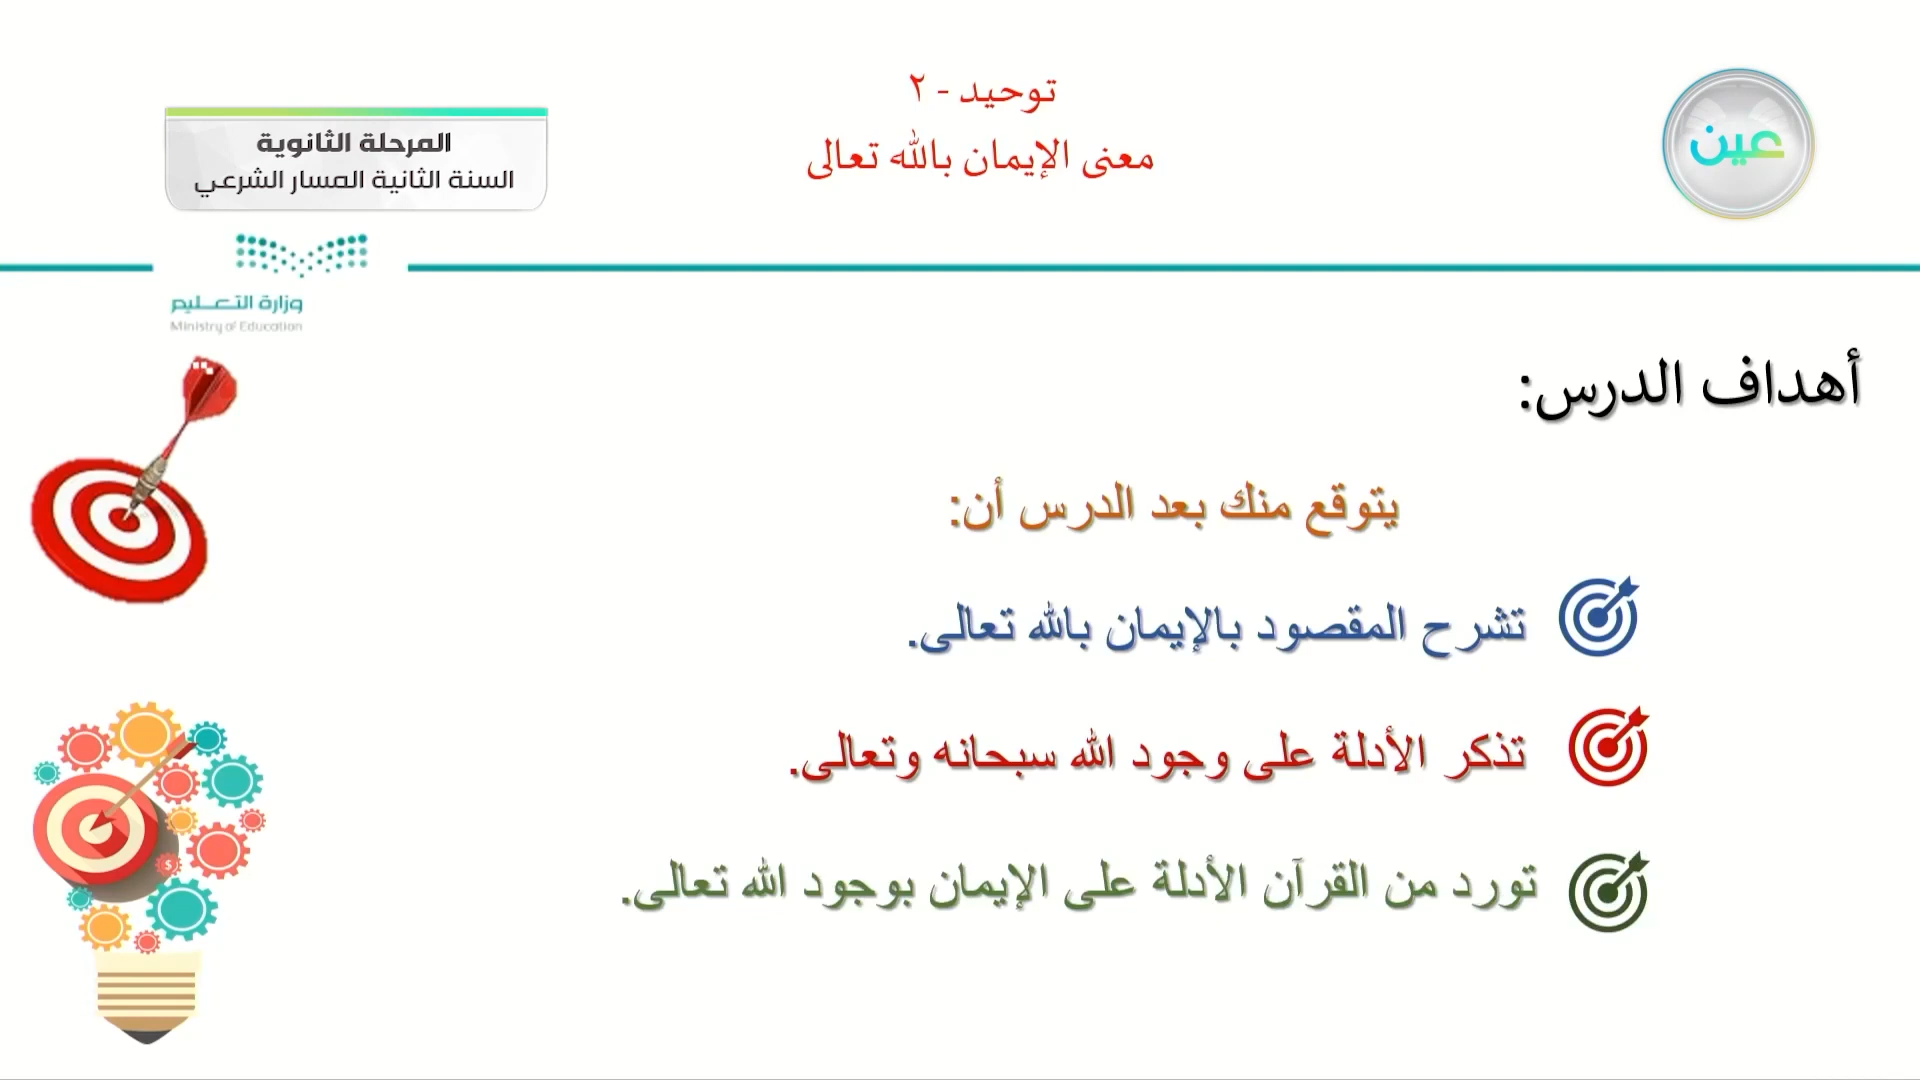 توحيد - ٢
معنى الإيمان بالله تعالى
عين
المرحلة الثانوية
السنة الثانية المسار الشرعي
وزارة التعليم
Ministry of Education
أهداف الدرس:
يتوقع منك بعد الدرس أن:
تشرح المقصود بالإيمان بالله تعالى.
تذكر الأدلة على وجود الله سبحانه وتعالى.
تورد من القرآن الأدلة على الإيمان بوجود الله تعالى.